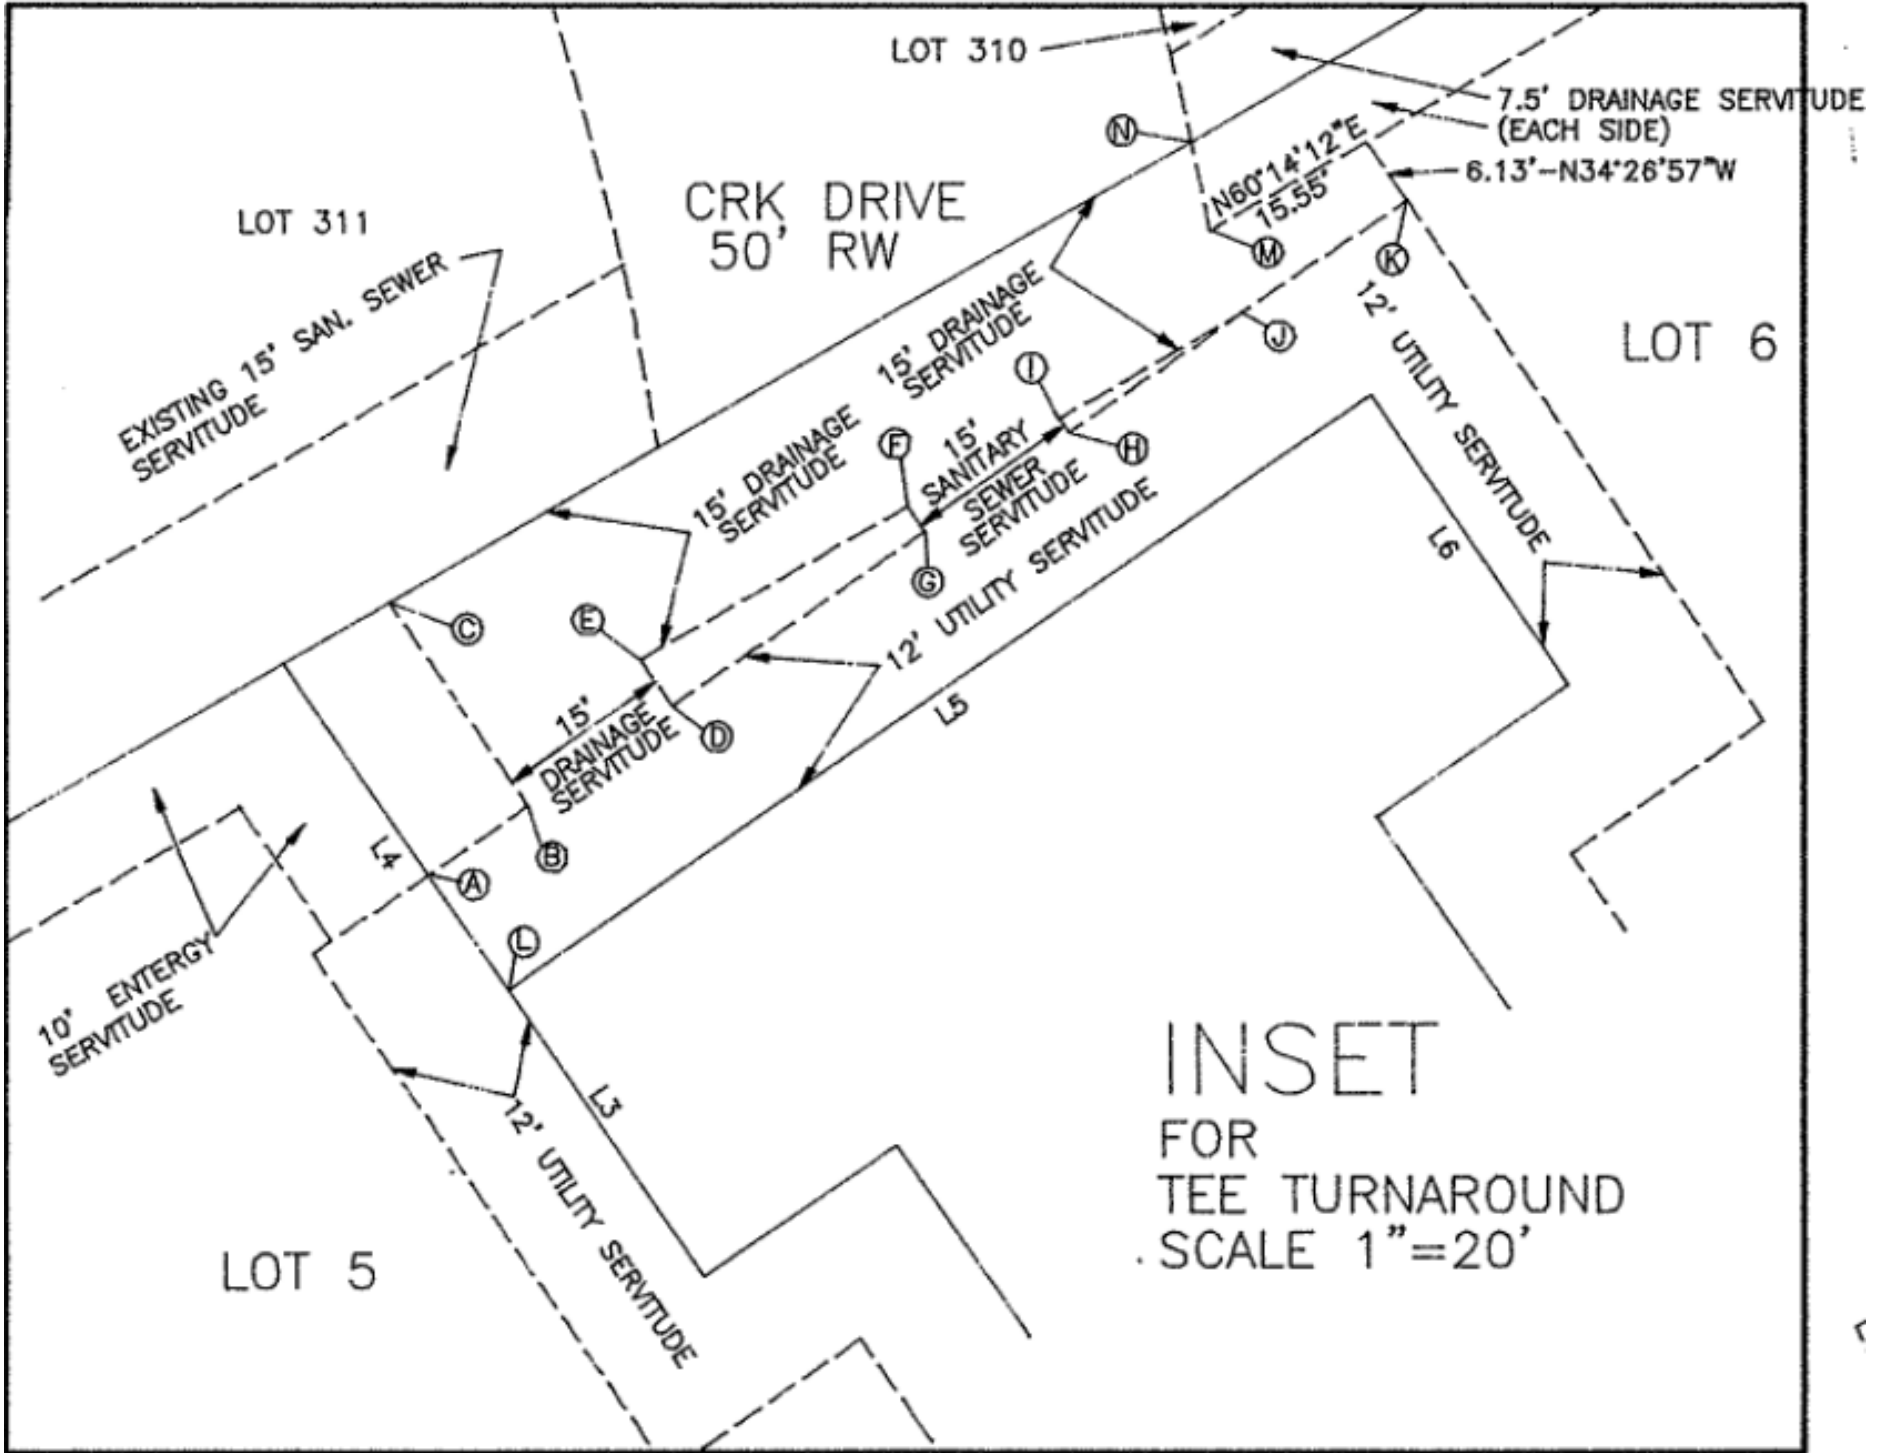 LOT 310
7.5' DRAINAGE SERVITUDE
(EACH SIDE)
N
N60°14'12"E
15.55'
6.13'-N34°26'57"W
CRK DRIVE
50' RW
LOT 311
M
K
EXISTING 15' SAN. SEWER
SERVITUDE
15' DRAINAGE
SERVITUDE
12' UTILITY SERVITUDE
LOT 6
J
I
15' DRAINAGE
SERVITUDE
F
15'
SANITARY
SEWER
SERVITUDE
H
L6
G
12' UTILITY SERVITUDE
C
E
15'
DRAINAGE
SERVITUDE
D
L5
L4
B
A
L
10' ENTERGY
SERVITUDE
L3
12' UTILITY SERVITUDE
INSET
FOR
TEE TURNAROUND
SCALE 1"=20'
LOT 5